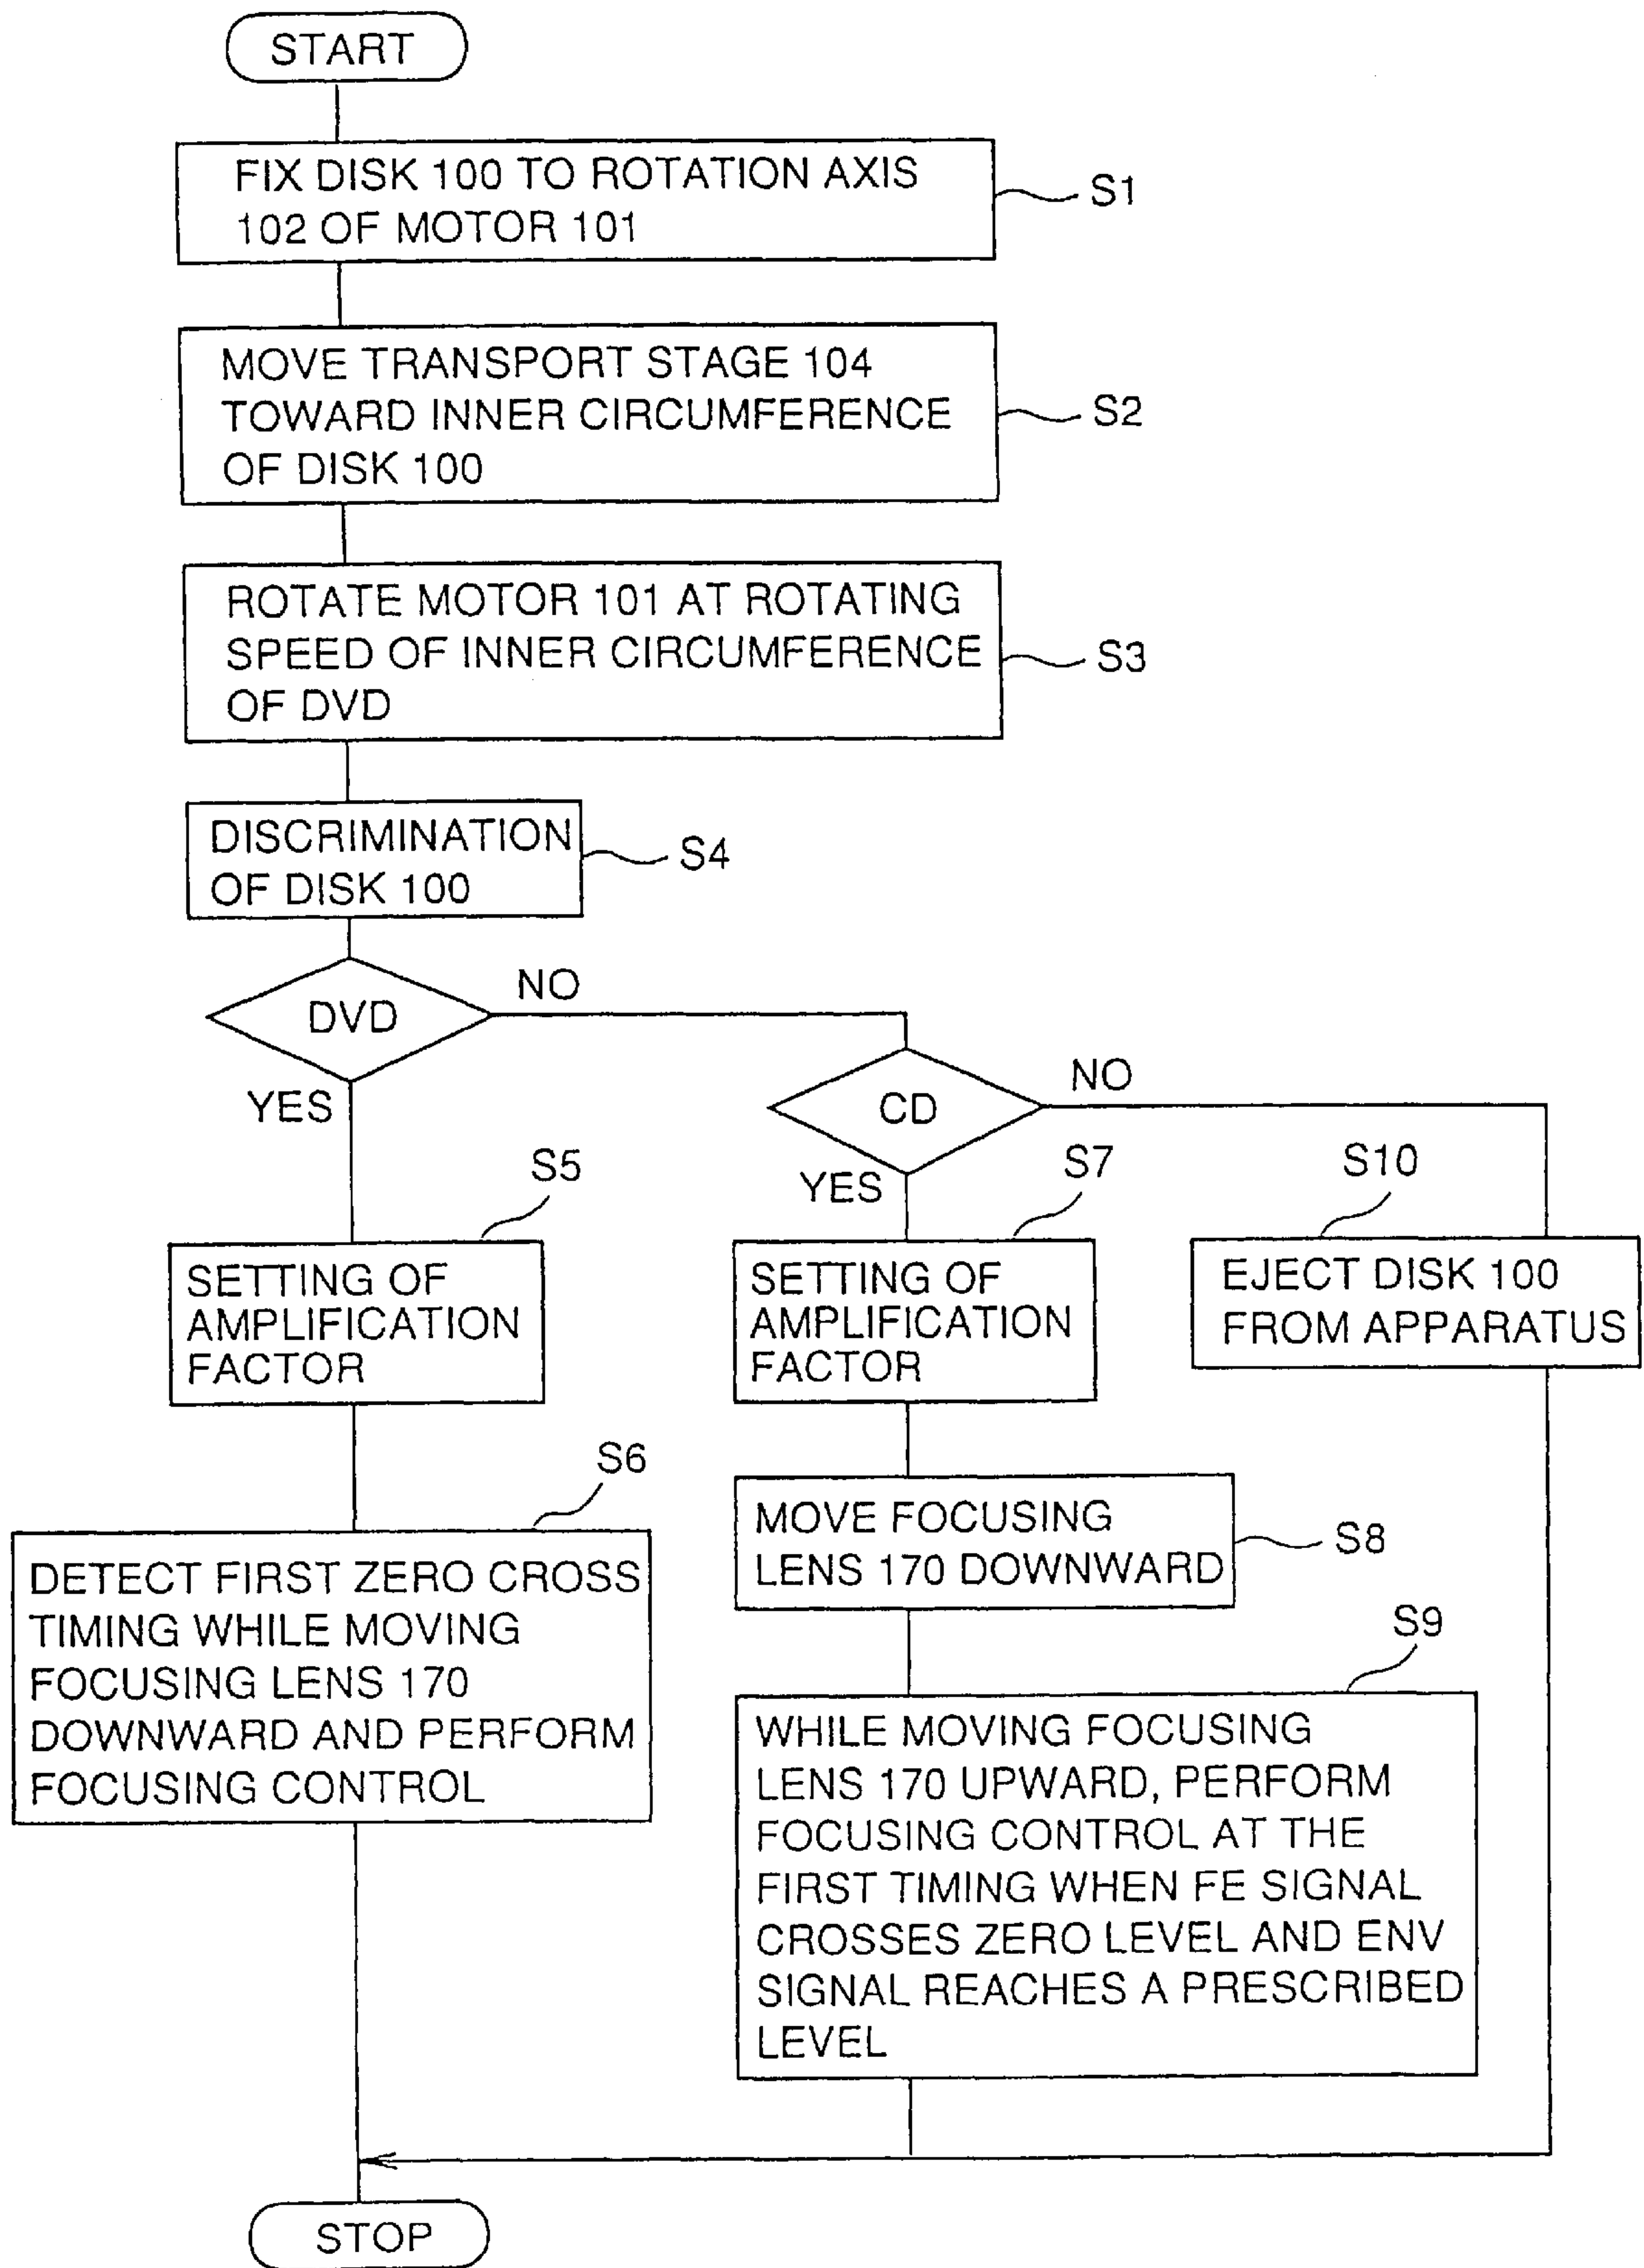 START
FIX DISK 100 TO ROTATION AXIS
102 OF MOTOR 101
S1
MOVE TRANSPORT STAGE 104
TOWARD INNER CIRCUMFERENCE
OF DISK 100
S2
ROTATE MOTOR 101 AT ROTATING
SPEED OF INNER CIRCUMFERENCE
OF DVD
S3
DISCRIMINATION
OF DISK 100
S4
DVD
NO
YES
CD
NO
YES
S5
SETTING OF
AMPLIFICATION
FACTOR
S7
SETTING OF
AMPLIFICATION
FACTOR
S10
EJECT DISK 100
FROM APPARATUS
S6
DETECT FIRST ZERO CROSS
TIMING WHILE MOVING
FOCUSING LENS 170
DOWNWARD AND PERFORM
FOCUSING CONTROL
MOVE FOCUSING
LENS 170 DOWNWARD
S8
S9
WHILE MOVING FOCUSING
LENS 170 UPWARD, PERFORM
FOCUSING CONTROL AT THE
FIRST TIMING WHEN FE SIGNAL
CROSSES ZERO LEVEL AND ENV
SIGNAL REACHES A PRESCRIBED
LEVEL
STOP